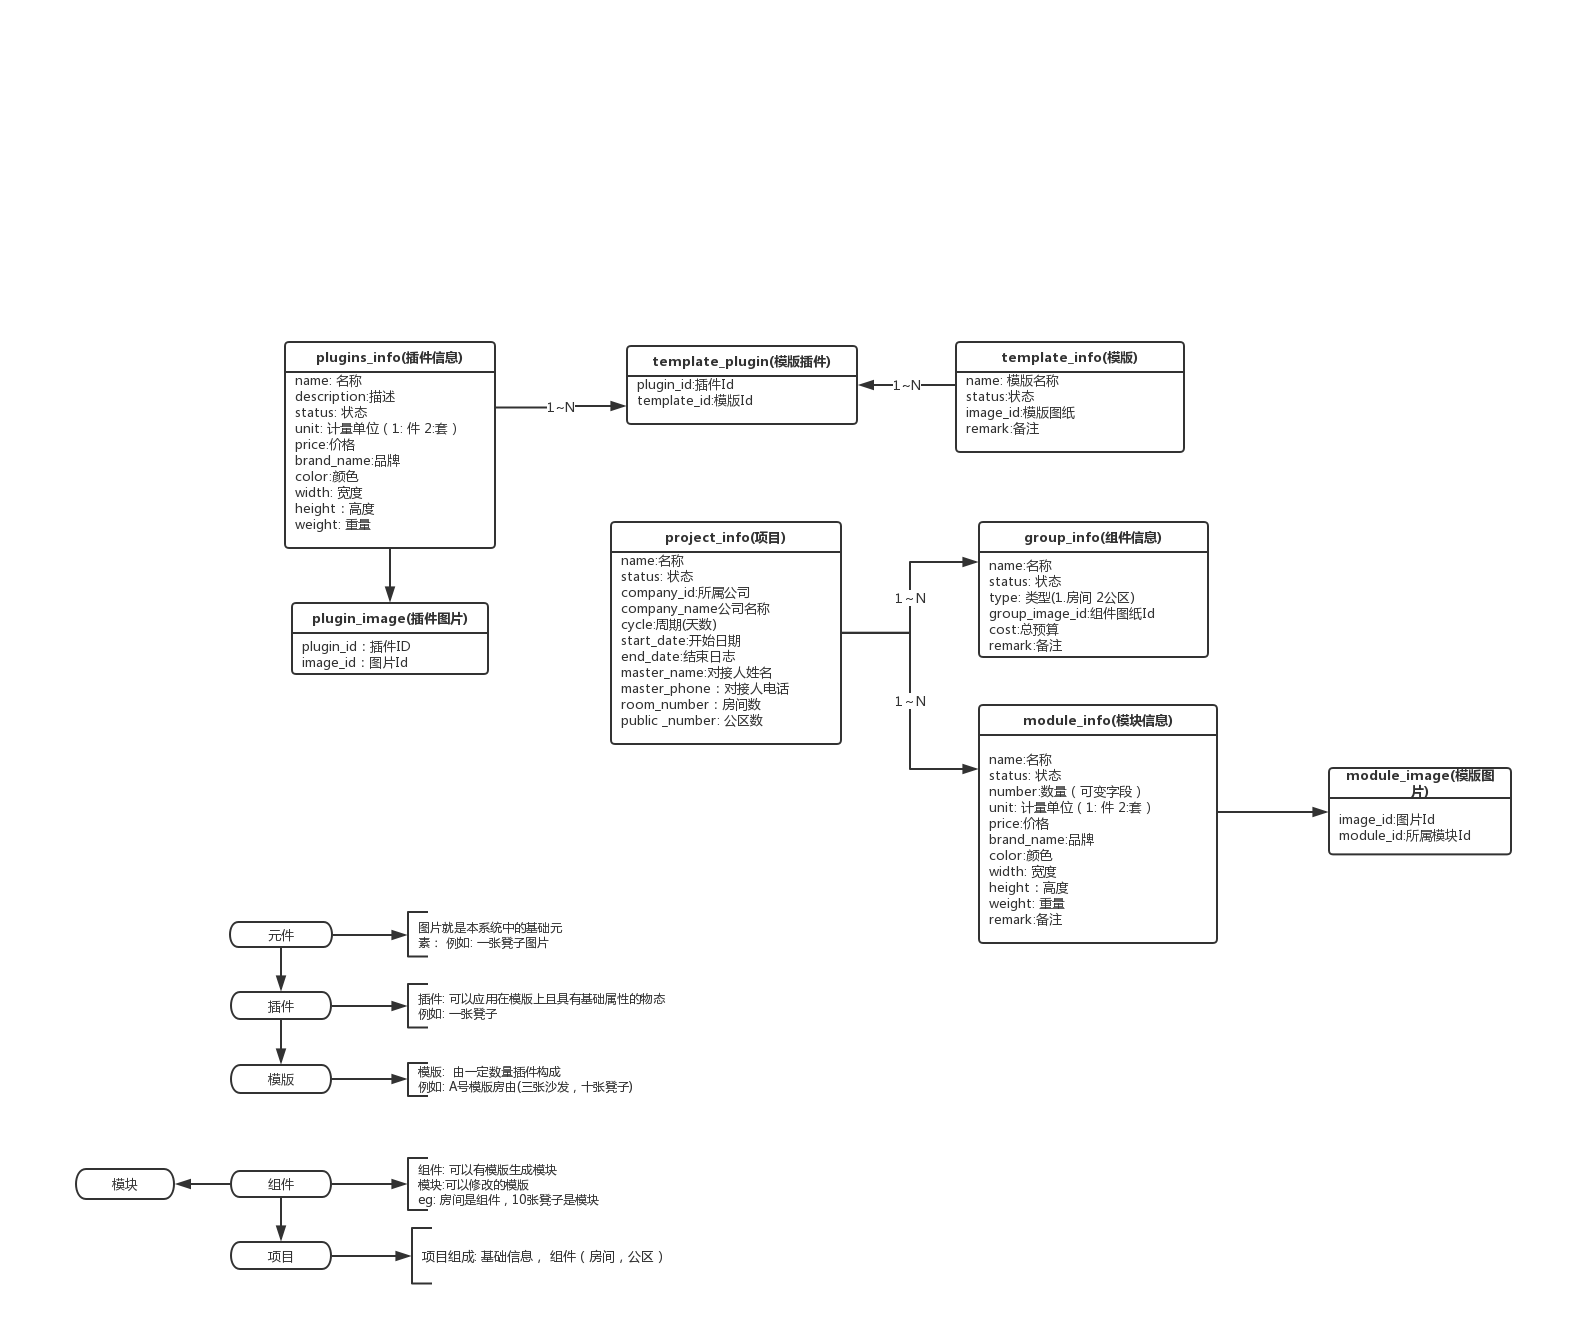 plugins_info(插件信息)
name: 名称
description:描述
status: 状态
unit: 计量单位（1: 件 2:套）
price:价格
brand_name:品牌
color:颜色
width: 宽度
height：高度
weight: 重量
1~N
template_plugin(模版插件)
plugin_id:插件Id
template_id:模版Id
1~N
template_info(模版)
name: 模版名称
status:状态
image_id:模版图纸
remark:备注
plugin_image(插件图片)
plugin_id：插件ID
image_id：图片Id
project_info(项目)
name:名称
status: 状态
company_id:所属公司
company_name公司名称
cycle:周期(天数)
start_date:开始日期
end_date:结束日志
master_name:对接人姓名
master_phone：对接人电话
room_number：房间数
public _number: 公区数
1~N
1~N
group_info(组件信息)
name:名称
status: 状态
type: 类型(1.房间 2公区)
group_image_id:组件图纸Id
cost:总预算
remark:备注
module_info(模块信息)
name:名称
status: 状态
number:数量（可变字段）
unit: 计量单位（1: 件 2:套）
price:价格
brand_name:品牌
color:颜色
width: 宽度
height：高度
weight: 重量
remark:备注
module_image(模版图
片)
image_id:图片Id
module_id:所属模块Id
元件
图片就是本系统中的基础元
素： 例如: 一张凳子图片
插件
插件: 可以应用在模版上且具有基础属性的物态
例如: 一张凳子
模版
模版: 由一定数量插件构成
例如: A号模版房由(三张沙发，十张凳子)
模块
组件
组件: 可以有模版生成模块
模块:可以修改的模版
eg: 房间是组件，10张凳子是模块
项目
项目组成: 基础信息， 组件（房间，公区）